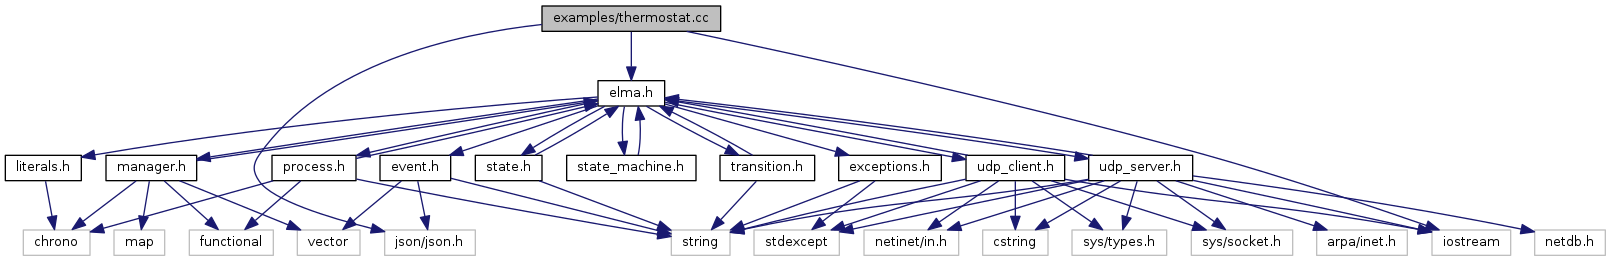 examples/thermostat.cc
elma.h
literals.h
manager.h
process.h
event.h
state.h
state_machine.h
transition.h
exceptions.h
udp_client.h
udp_server.h
chrono
map
functional
vector
json/json.h
string
stdexcept
netinet/in.h
cstring
sys/types.h
sys/socket.h
arpa/inet.h
iostream
netdb.h